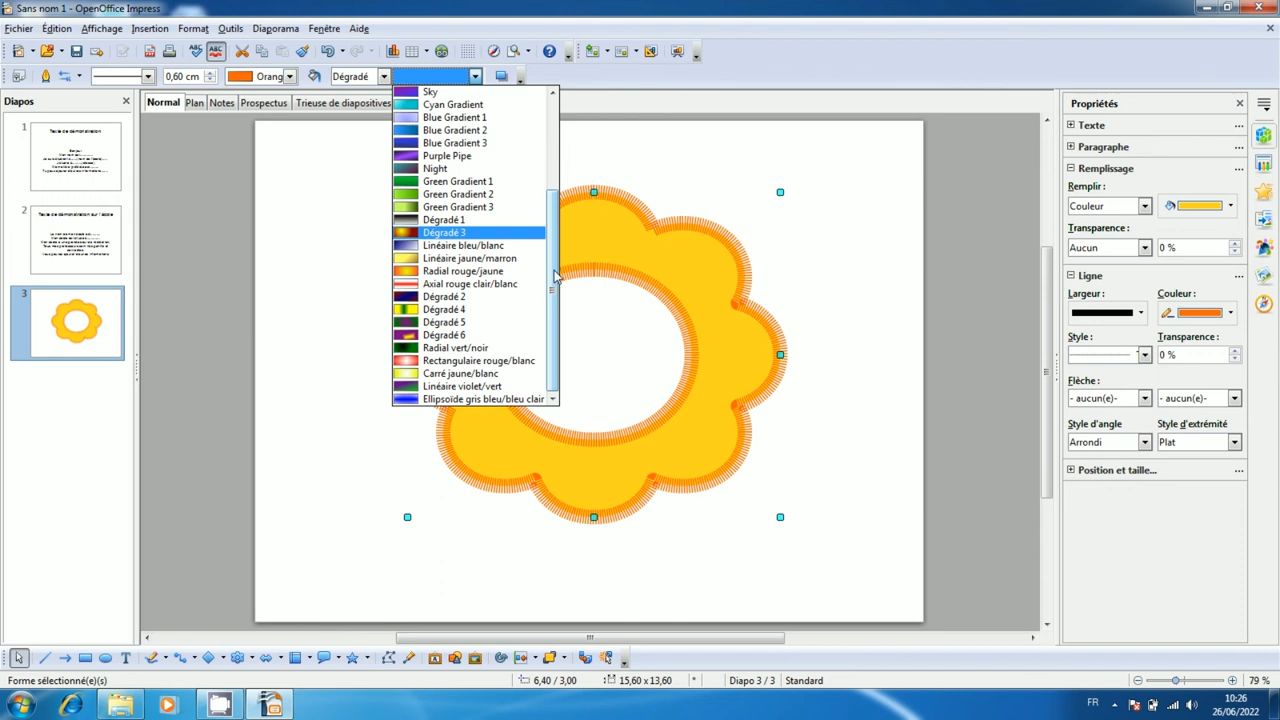 Sans nom 1 - OpenOffice Impress
Fichier Édition Affichage Insertion Format Outils Diaporama Fenêtre Aide
0,60 cm Orang Dégradé
Diapos
Normal Plan Notes Prospectus Trieuse de diapositives
Propriétés
1
Texte de démonstration
2
3
Sky
Cyan Gradient
Blue Gradient 1
Blue Gradient 2
Blue Gradient 3
Purple Pipe
Night
Green Gradient 1
Green Gradient 2
Green Gradient 3
Dégradé 1
Dégradé 3
Linéaire bleu/blanc
Linéaire jaune/marron
Radial rouge/jaune
Axial rouge clair/blanc
Dégradé 2
Dégradé 4
Dégradé 5
Dégradé 6
Radial vert/noir
Rectangulaire rouge/blanc
Carré jaune/blanc
Linéaire violet/vert
Ellipsoïde gris bleu/bleu clair
Texte
Paragraphe
Remplissage
Remplir :
Couleur
Transparence :
Aucun 0 %
Ligne
Largeur : Couleur :
Style : Transparence :
0 %
Flèche :
- aucun(e)- - aucun(e)-
Style d'angle Style d'extrémité
Arrondi Plat
Position et taille...
Forme sélectionné(e)(s) 6,40 / 3,00 15,60 x 13,60 * Diapo 3 / 3 Standard 79 %
FR 10:26
26/06/2022